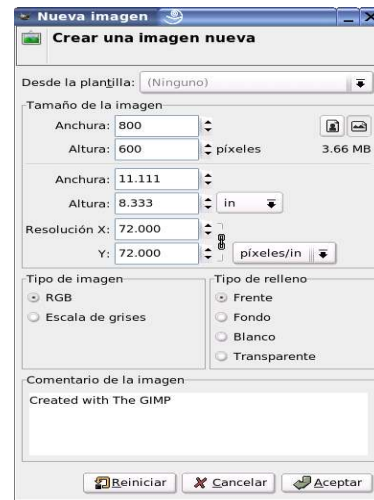 Nueva imagen
Crear una imagen nueva
Desde la plantilla: (Ninguno)
Tamaño de la imagen
Anchura: 800
Altura: 600 píxeles 3.66 MB
Anchura: 11.111
Altura: 8.333 in
Resolución X: 72.000
Y: 72.000 píxeles/in
Tipo de imagen
RGB
Escala de grises
Tipo de relleno
Frente
Fondo
Blanco
Transparente
Comentario de la imagen
Created with The GIMP
Reiniciar Cancelar Aceptar